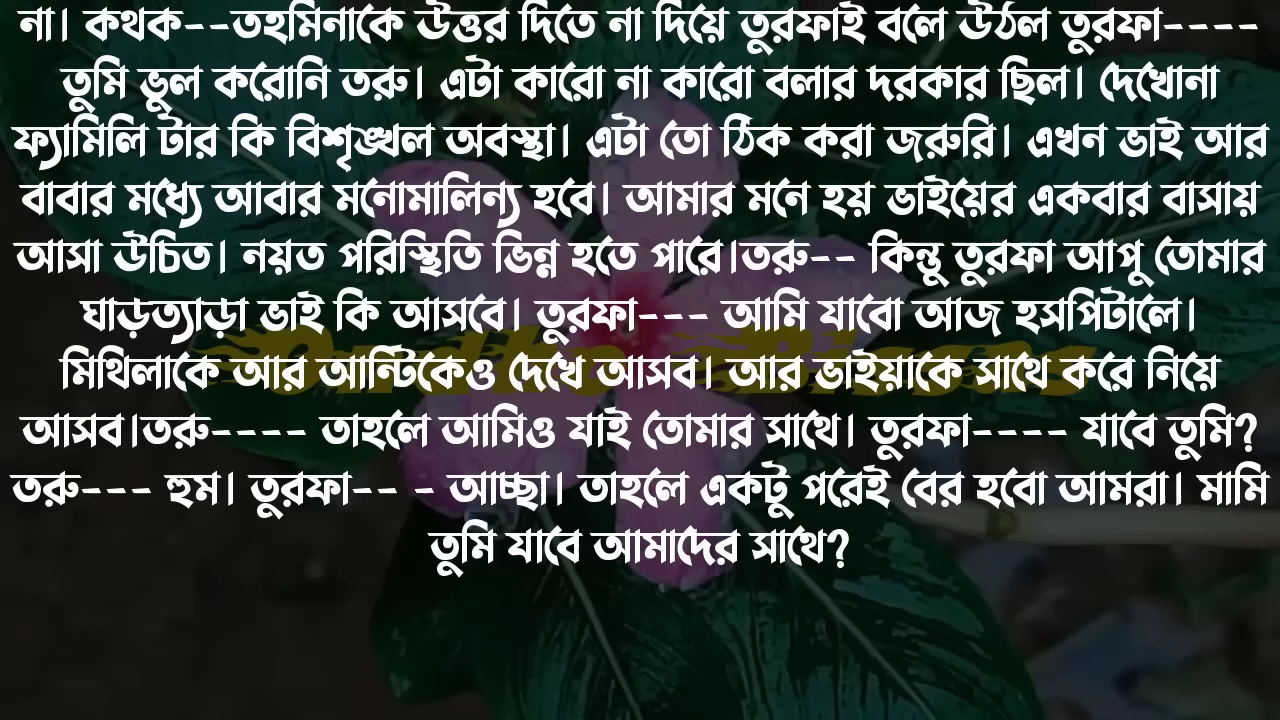 না। কথক--তহমিনাকে উত্তর দিতে না দিয়ে তুরফাই বলে উঠল তুরফা----
তুমি ভুল করোনি তরু। এটা কারো না কারো বলার দরকার ছিল। দেখোনা
ফ্যামিলি টার কি বিশৃঙ্খল অবস্থা। এটা তো ঠিক করা জরুরি। এখন ভাই আর
বাবার মধ্যে আবার মনোমালিন্য হবে। আমার মনে হয় ভাইয়ের একবার বাসায়
আসা উচিত। নয়ত পরিস্থিতি ভিন্ন হতে পারে।তরু-- কিন্তু তুরফা আপু তোমার
ঘাড়ত্যাড়া ভাই কি আসবে। তুরফা--- আমি যাবো আজ হসপিটালে।
মিথিলাকে আর আন্টিকেও দেখে আসব। আর ভাইয়াকে সাথে করে নিয়ে
আসব।তরু---- তাহলে আমিও যাই তোমার সাথে। তুরফা---- যাবে তুমি?
তরু--- হুম। তুরফা-- - আচ্ছা। তাহলে একটু পরেই বের হবো আমরা। মামি
তুমি যাবে আমাদের সাথে?